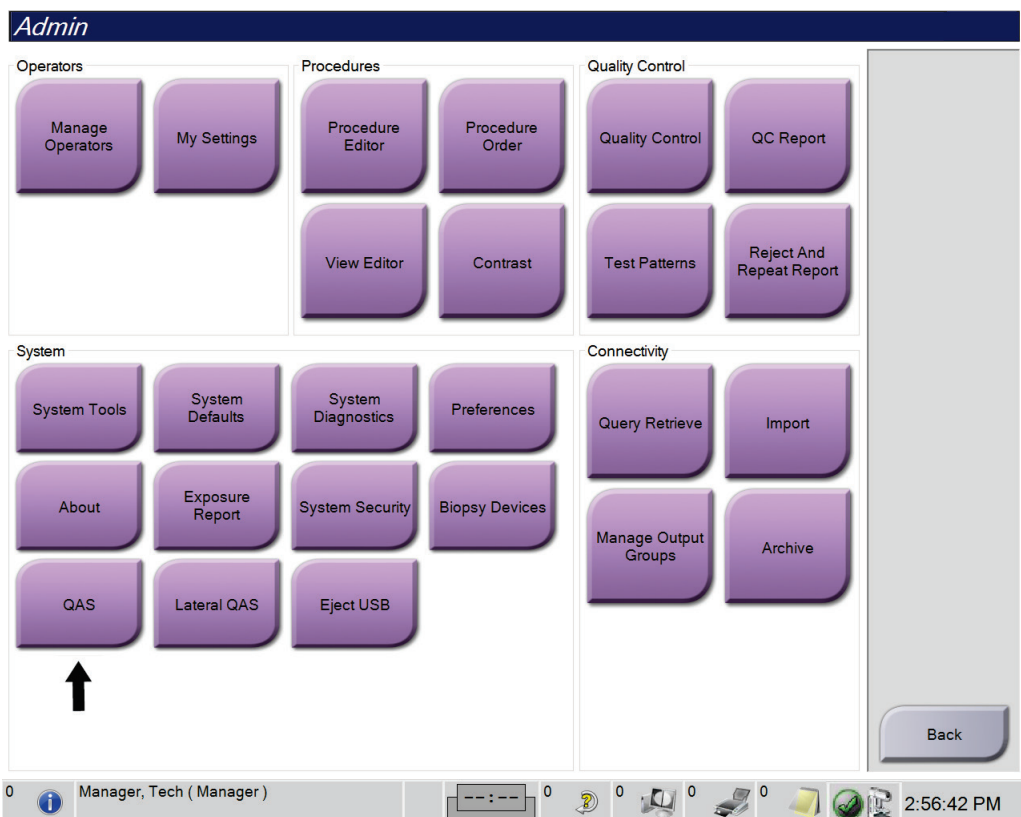 Admin
Operators
Manage
Operators
My Settings
Procedures
Procedure
Editor
Procedure
Order
View Editor
Contrast
Quality Control
Quality Control
QC Report
Test Patterns
Reject And
Repeat Report
System
System Tools
System
Defaults
System
Diagnostics
Preferences
About
Exposure
Report
System Security
Biopsy Devices
QAS
Lateral QAS
Eject USB
Connectivity
Query Retrieve
Import
Manage Output
Groups
Archive
Back
0
Manager, Tech ( Manager )
--:--
0
0
0
0
2:56:42 PM